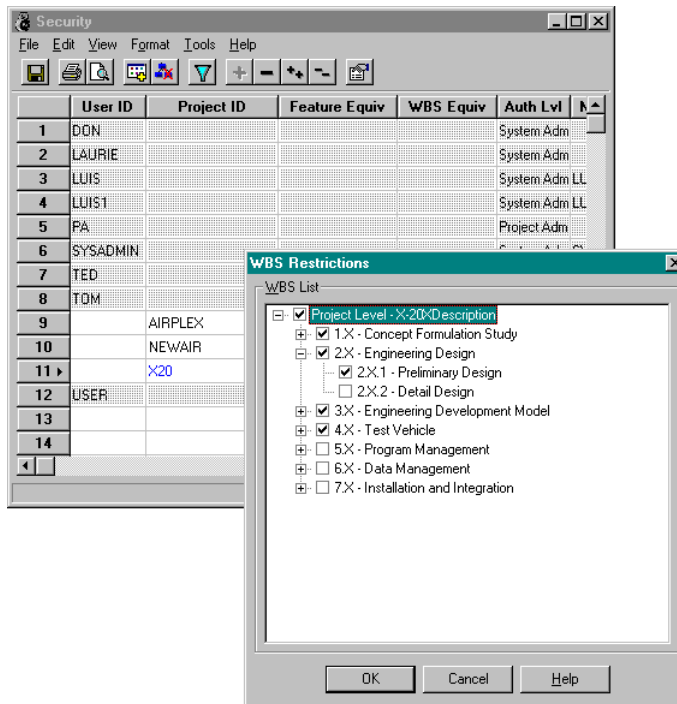 Security
File Edit View Format Tools Help
User ID Project ID Feature Equiv WBS Equiv Auth Lvl
1 DON System Adm
2 LAURIE System Adm
3 LUIS System Adm LL
4 LUIS1 System Adm LL
5 PA Project Adm
6 SYSADMIN
7 TED
8 TOM
9 AIRPLEX
10 NEWAIR
11 X20
12 USER
13
14
WBS Restrictions
WBS List
Project Level - X-20XDescription
1.X - Concept Formulation Study
2.X - Engineering Design
2.X.1 - Preliminary Design
2.X.2 - Detail Design
3.X - Engineering Development Model
4.X - Test Vehicle
5.X - Program Management
6.X - Data Management
7.X - Installation and Integration
OK Cancel Help